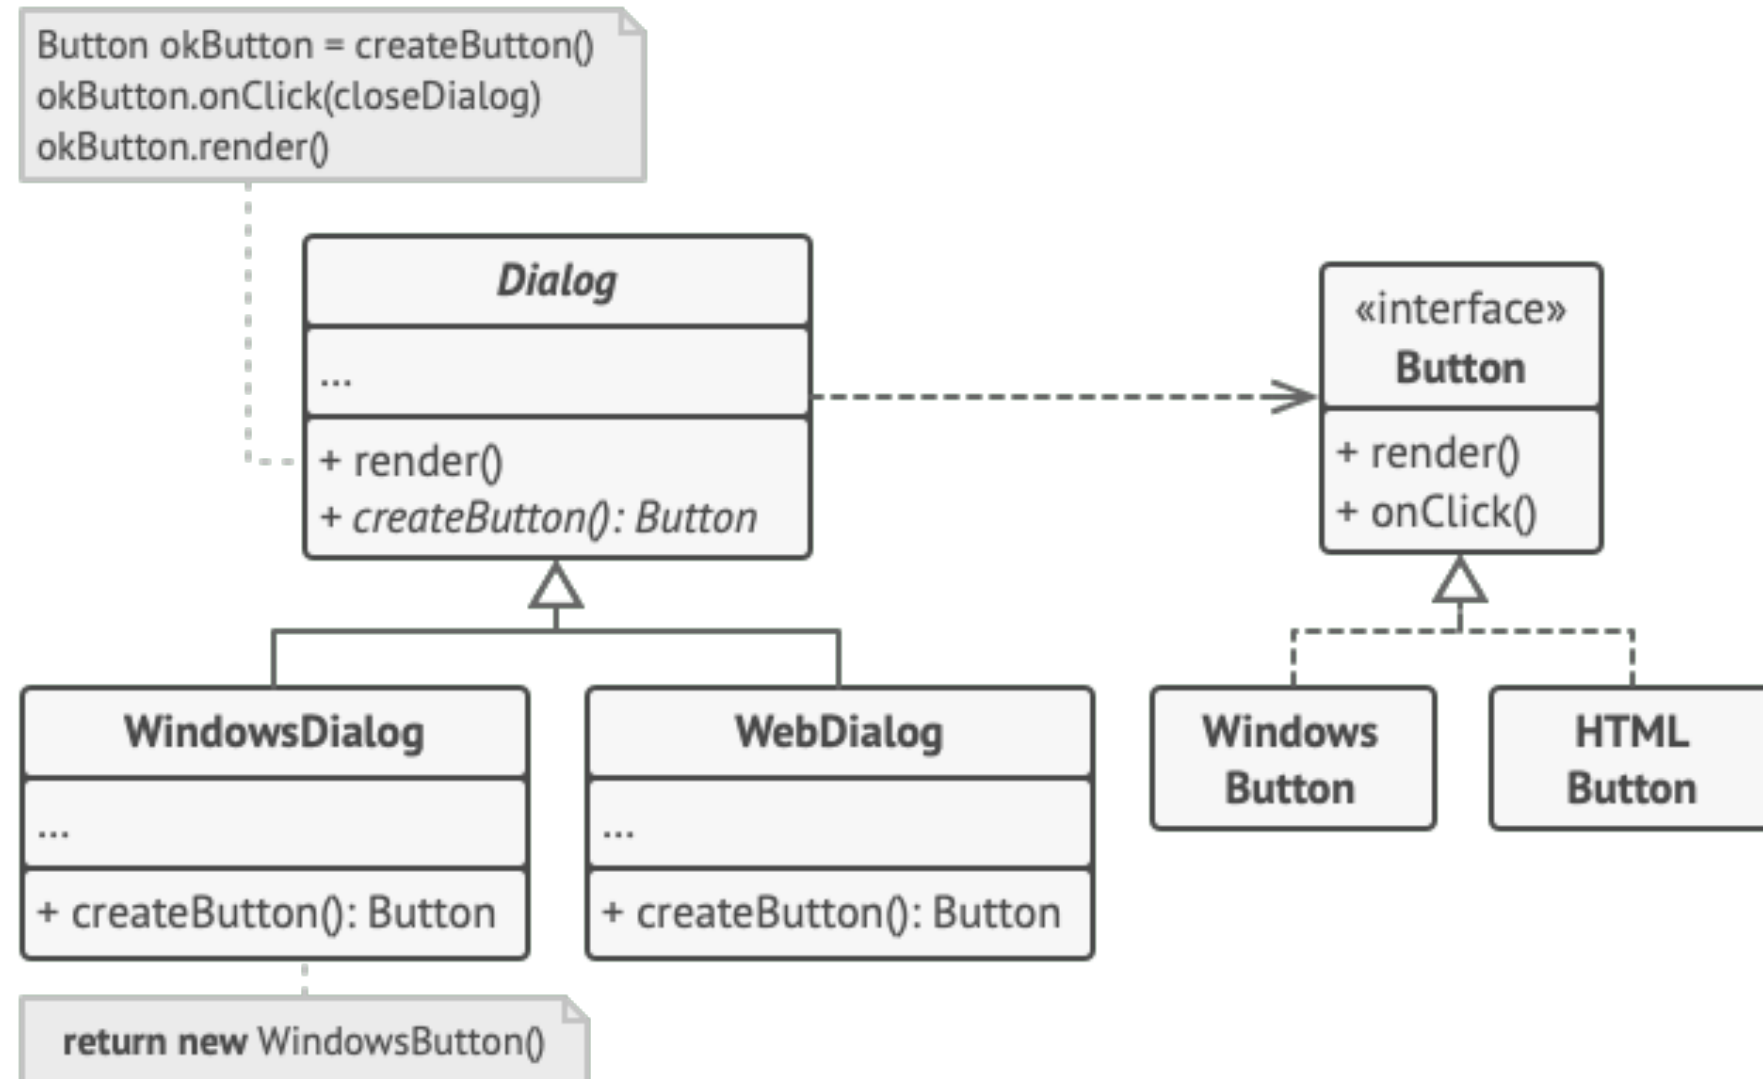 Button okButton = createButton()
okButton.onClick(closeDialog)
okButton.render()
Dialog
...
+ render()
+ createButton(): Button
«interface»
Button
+ render()
+ onClick()
WindowsDialog
...
+ createButton(): Button
WebDialog
...
+ createButton(): Button
Windows
Button
HTML
Button
return new WindowsButton()